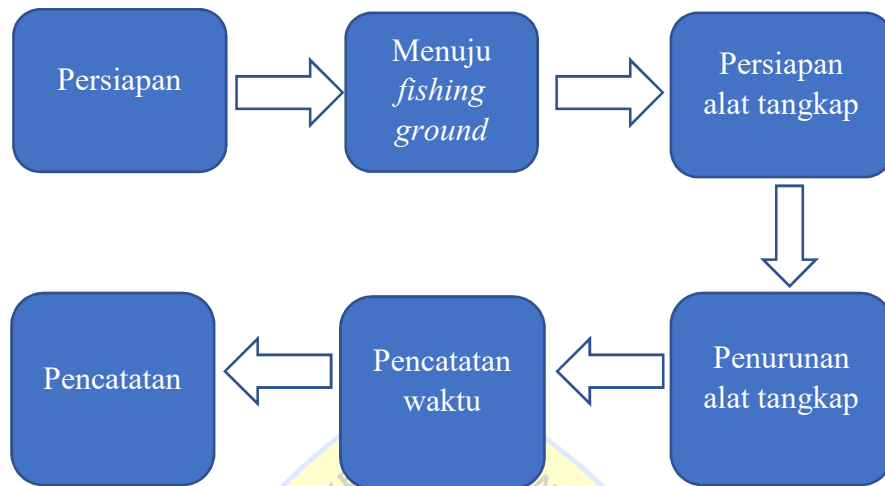 Persiapan
Menuju
fishing
ground
Persiapan
alat tangkap
Penurunan
alat tangkap
Pencatatan
waktu
Pencatatan